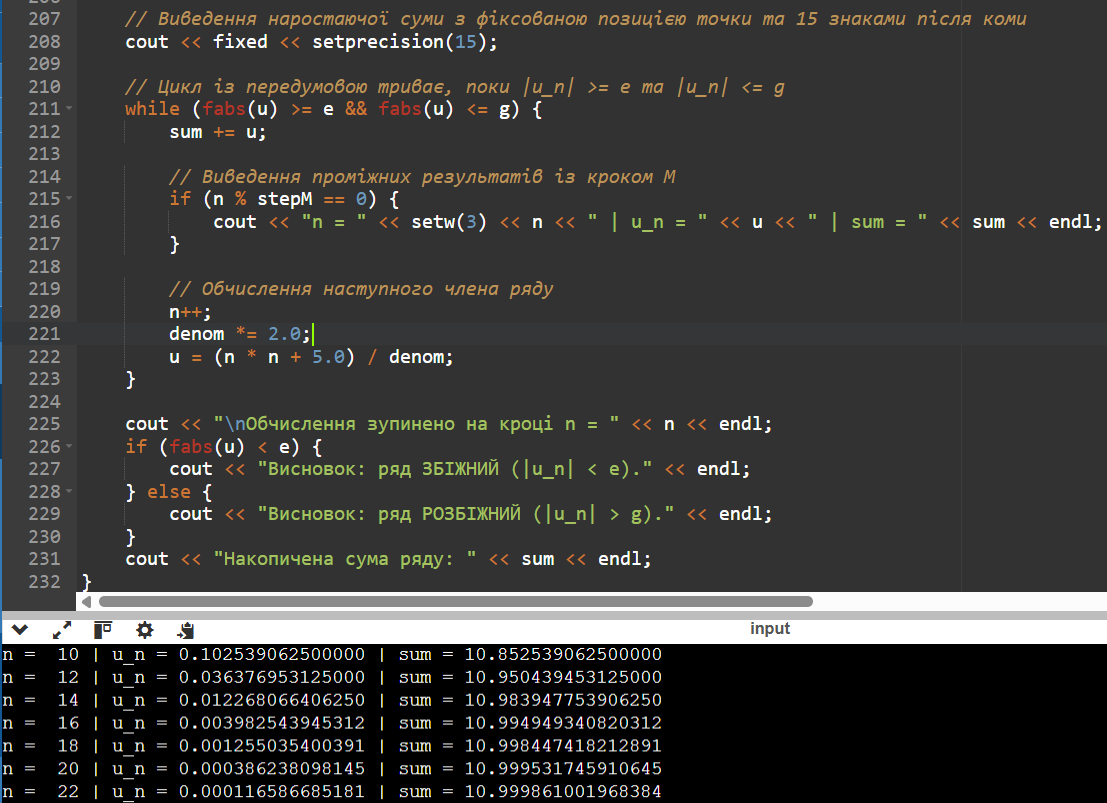 207 // Виведення наростаючої суми з фіксованою позицією точки та 15 знаками після коми
208 cout << fixed << setprecision(15);
209
210 // Цикл із передумовою триває, поки |u_n| >= e та |u_n| <= g
211 while (fabs(u) >= e && fabs(u) <= g) {
212 sum += u;
213
214 // Виведення проміжних результатів із кроком M
215 if (n % stepM == 0) {
216 cout << "n = " << setw(3) << n << " | u_n = " << u << " | sum = " << sum << endl;
217 }
218
219 // Обчислення наступного члена ряду
220 n++;
221 denom *= 2.0;
222 u = (n * n + 5.0) / denom;
223 }
224
225 cout << "\nОбчислення зупинено на кроці n = " << n << endl;
226 if (fabs(u) < e) {
227 cout << "Висновок: ряд ЗБІЖНИЙ (|u_n| < e)." << endl;
228 } else {
229 cout << "Висновок: ряд РОЗБІЖНИЙ (|u_n| > g)." << endl;
230 }
231 cout << "Накопичена сума ряду: " << sum << endl;
232 }
input
n =  10 | u_n = 0.102539062500000 | sum = 10.852539062500000
n =  12 | u_n = 0.036376953125000 | sum = 10.950439453125000
n =  14 | u_n = 0.012268066406250 | sum = 10.983947753906250
n =  16 | u_n = 0.003982543945312 | sum = 10.994949340820312
n =  18 | u_n = 0.001255035400391 | sum = 10.998447418212891
n =  20 | u_n = 0.000386238098145 | sum = 10.999531745910645
n =  22 | u_n = 0.000116586685181 | sum = 10.999861001968384